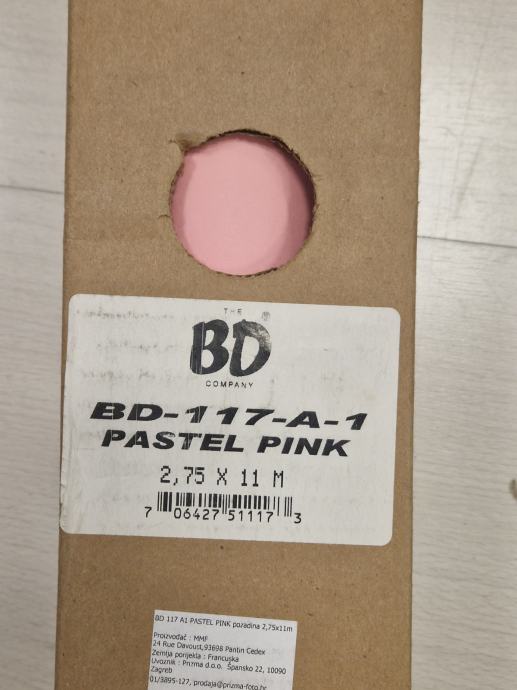 THE
BD
COMPANY
BD-117-A-1
PASTEL PINK
2,75 X 11 M
7 06427 51117 3
BD 117 A1 PASTEL PINK pozadina 2,75x11m
Proizvođač : MMF
24 Rue Davoust,93698 Pantin Cedex
Zemlja porijekla : Francuska
Uvoznik : Prizma d.o.o. Špansko 22, 10090
Zagreb
01/3895-127, prodaja@prizma-foto.hr